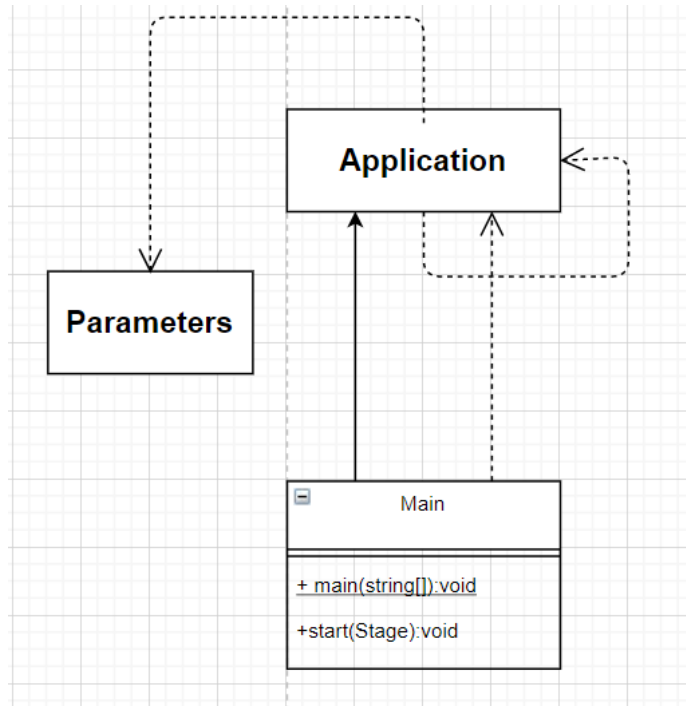 Application
Parameters
Main
+ main(string[]):void
+start(Stage):void